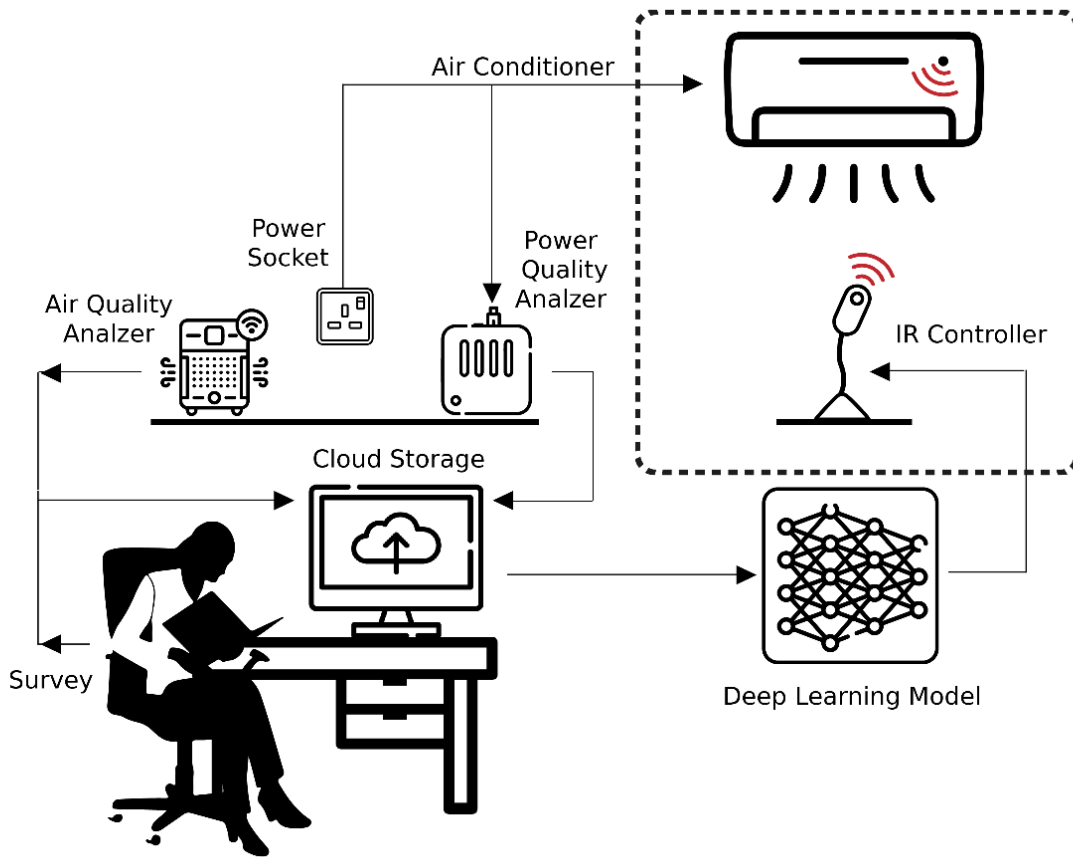 Air Conditioner
Power
Socket
Power
Quality
Analzer
Air Quality
Analzer
IR Controller
Cloud Storage
Survey
Deep Learning Model